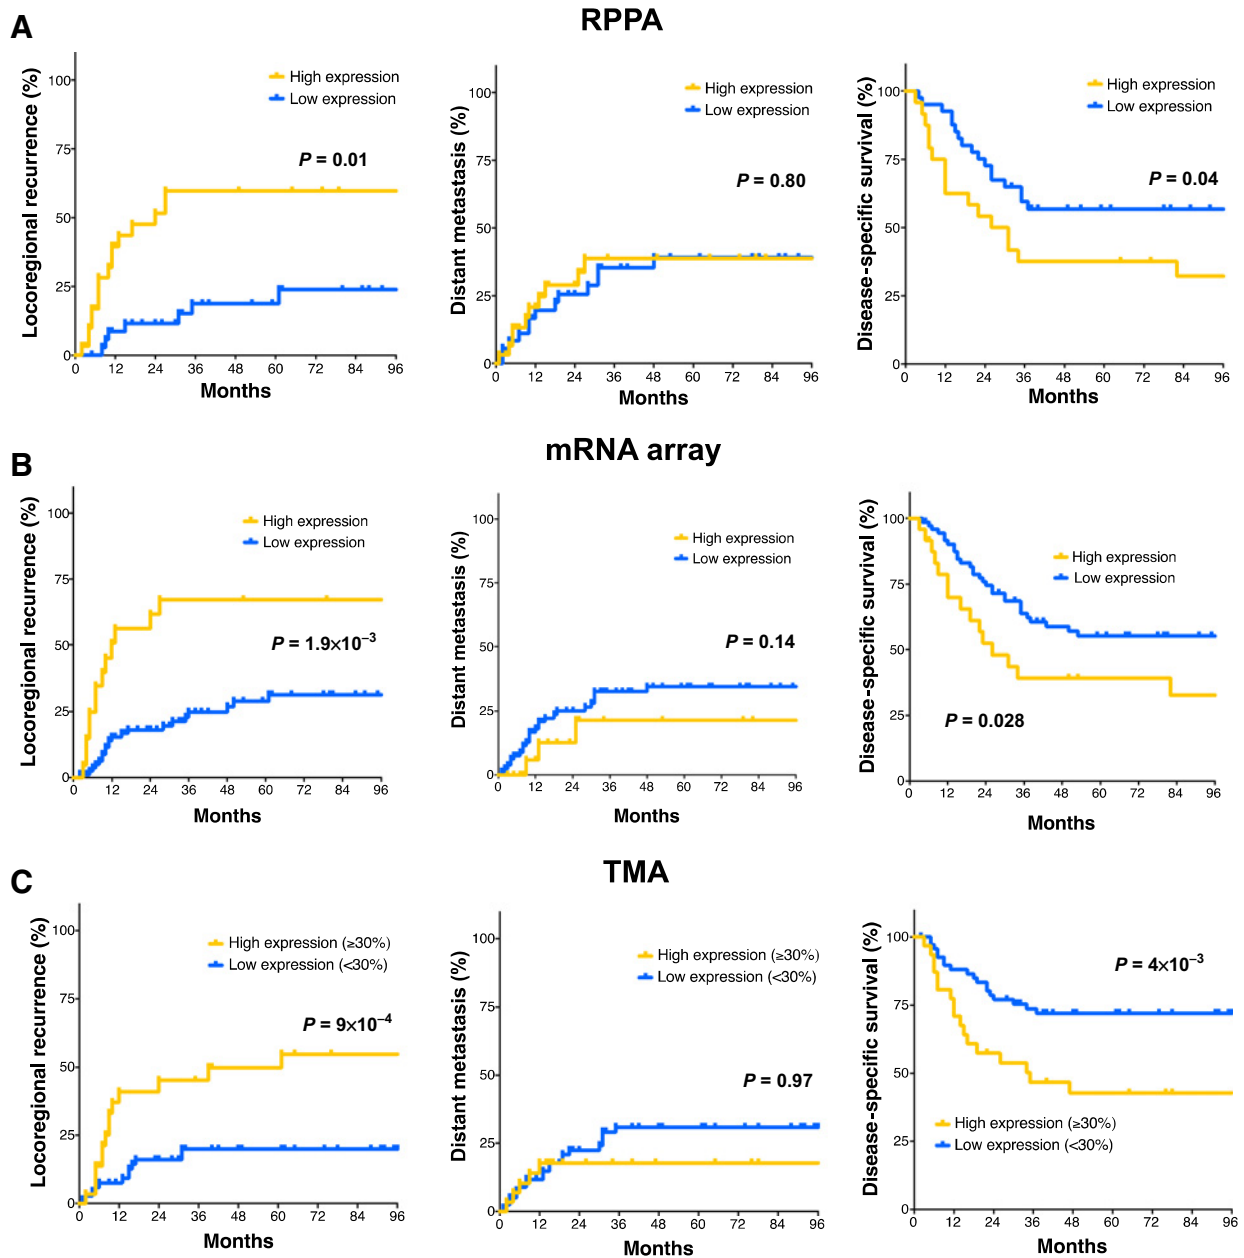 A
RPPA
Locoregional recurrence (%)
100
75
50
25
0
0 12 24 36 48 60 72 84 96
Months
High expression
Low expression
P = 0.01
Distant metastasis (%)
100
75
50
25
0
0 12 24 36 48 60 72 84 96
Months
High expression
Low expression
P = 0.80
Disease-specific survival (%)
100
75
50
25
0
0 12 24 36 48 60 72 84 96
Months
High expression
Low expression
P = 0.04
B
mRNA array
Locoregional recurrence (%)
100
75
50
25
0
0 12 24 36 48 60 72 84 96
Months
High expression
Low expression
P = 1.9×10⁻³
Distant metastasis (%)
100
75
50
25
0
0 12 24 36 48 60 72 84 96
Months
High expression
Low expression
P = 0.14
Disease-specific survival (%)
100
75
50
25
0
0 12 24 36 48 60 72 84 96
Months
High expression
Low expression
P = 0.028
C
TMA
Locoregional recurrence (%)
100
75
50
25
0
0 12 24 36 48 60 72 84 96
Months
High expression (≥30%)
Low expression (<30%)
P = 9×10⁻⁴
Distant metastasis (%)
100
75
50
25
0
0 12 24 36 48 60 72 84 96
Months
High expression (≥30%)
Low expression (<30%)
P = 0.97
Disease-specific survival (%)
100
75
50
25
0
0 12 24 36 48 60 72 84 96
Months
High expression (≥30%)
Low expression (<30%)
P = 4×10⁻³